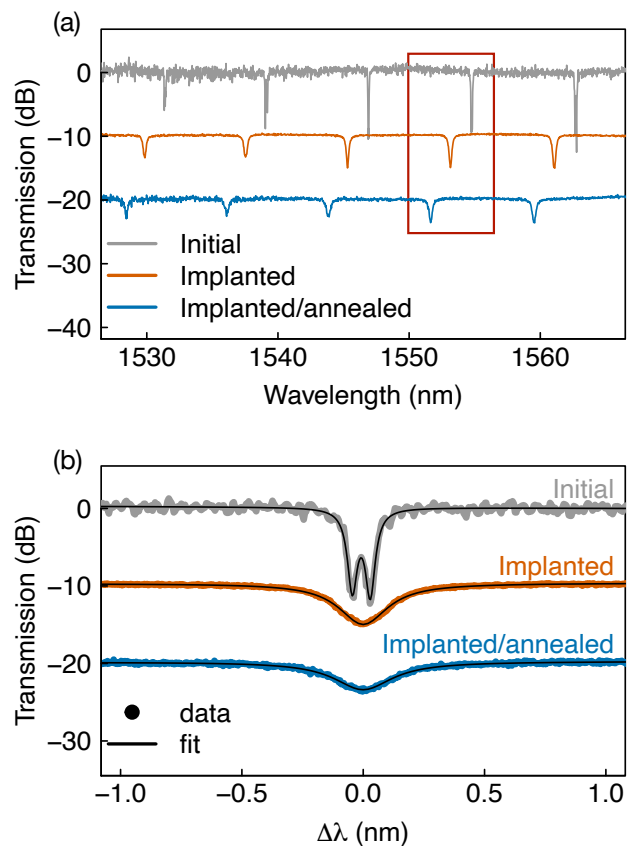 (a)
Transmission (dB)
0
−10
−20
−30
−40
Initial
Implanted
Implanted/annealed
1530
1540
1550
1560
Wavelength (nm)
(b)
Transmission (dB)
0
−10
−20
−30
Initial
Implanted
Implanted/annealed
data
fit
−1.0
−0.5
0.0
0.5
1.0
Δλ (nm)